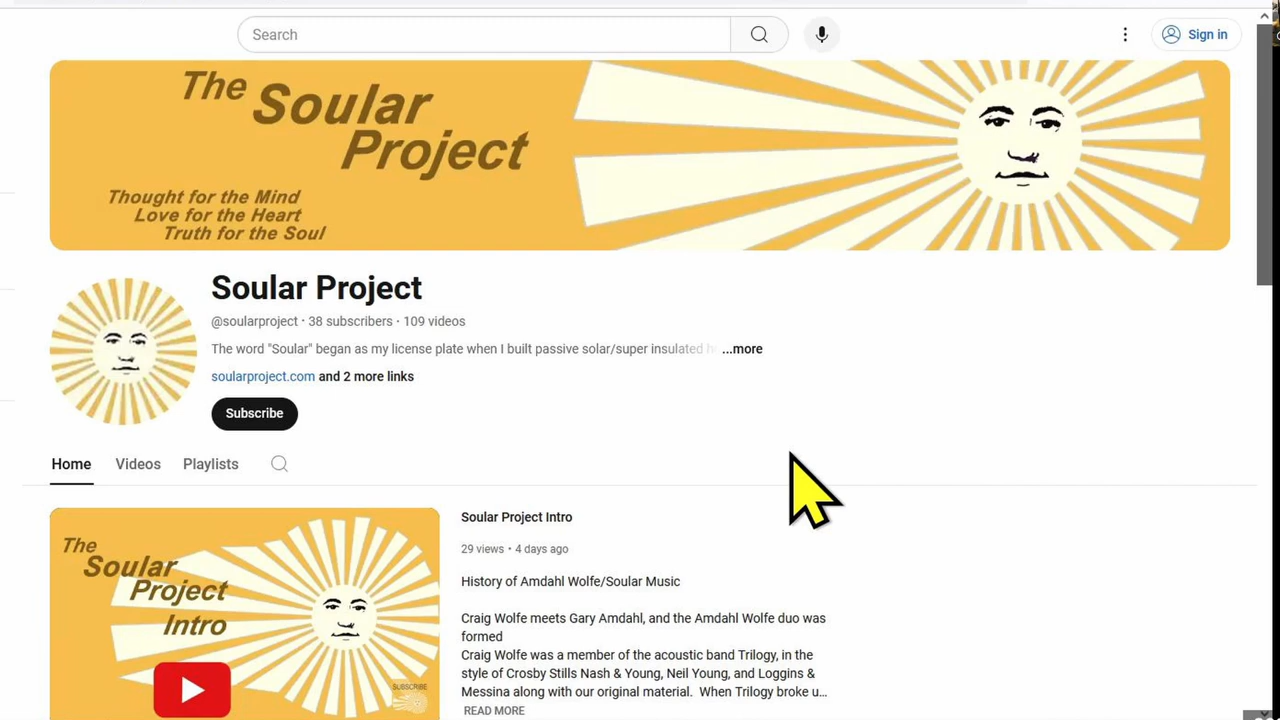 Search
Sign in
The
Soular
Project
Thought for the Mind
Love for the Heart
Truth for the Soul
Soular Project
@soularproject · 38 subscribers · 109 videos
The word "Soular" began as my license plate when I built passive solar/super insulated ...more
soularproject.com and 2 more links
Subscribe
Home Videos Playlists
The
Soular
Project
Intro
SUBSCRIBE
Soular Project Intro
29 views • 4 days ago
History of Amdahl Wolfe/Soular Music
Craig Wolfe meets Gary Amdahl, and the Amdahl Wolfe duo was
formed
Craig Wolfe was a member of the acoustic band Trilogy, in the
style of Crosby Stills Nash & Young, Neil Young, and Loggins &
Messina along with our original material. When Trilogy broke u...
READ MORE